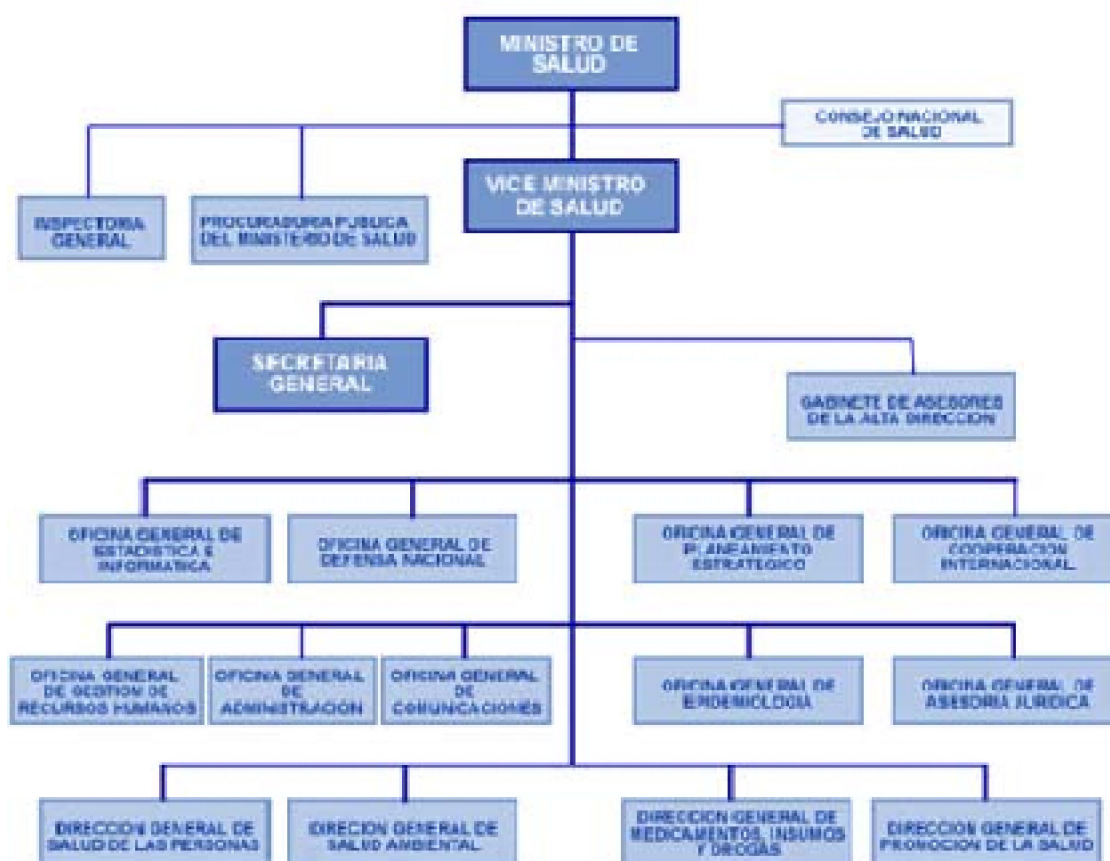 MINISTRO DE
SALUD
CONSEJO NACIONAL
DE SALUD
VICE MINISTRO
DE SALUD
INSPECTORIA
GENERAL
PROCURADURIA PUBLICA
DEL MINISTERIO DE SALUD
SECRETARIA
GENERAL
GABINETE DE ASESORES
DE LA ALTA DIRECCION
OFICINA GENERAL DE
ESTADISTICA E
INFORMATICA
OFICINA GENERAL DE
DEFENSA NACIONAL
OFICINA GENERAL DE
PLANEAMIENTO
ESTRATEGICO
OFICINA GENERAL DE
COOPERACION
INTERNACIONAL
OFICINA GENERAL
DE GESTION DE
RECURSOS HUMANOS
OFICINA GENERAL
DE
ADMINISTRACION
OFICINA GENERAL
DE
COMUNICACIONES
OFICINA GENERAL DE
EPIDEMIOLOGIA
OFICINA GENERAL DE
ASESORIA JURIDICA
DIRECCION GENERAL DE
SALUD DE LAS PERSONAS
DIRECION GENERAL DE
SALUD AMBIENTAL
DIRECCION GENERAL DE
MEDICAMENTOS, INSUMOS
Y DROGAS
DIRECCION GENERAL DE
PROMOCION DE LA SALUD